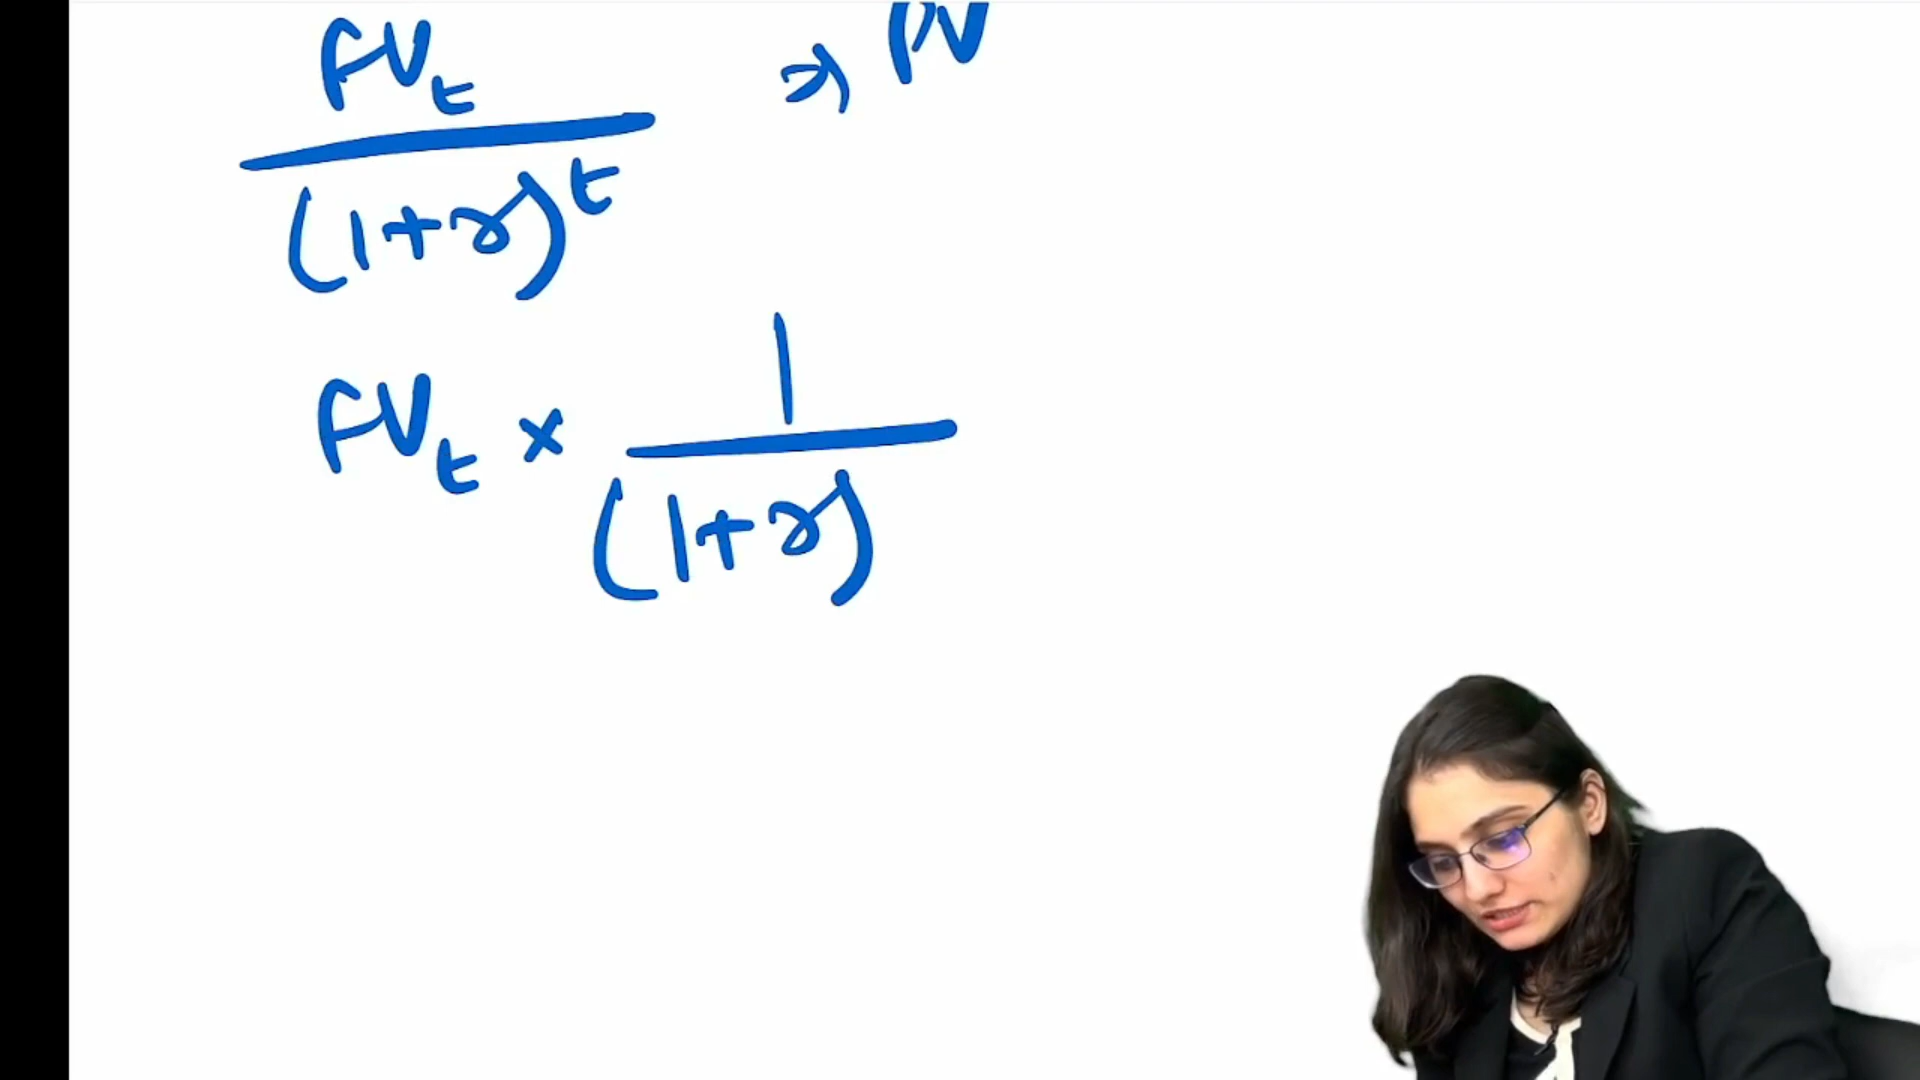 FVt ⇒ PV
(1+r)^t
FVt × 1
(1+r)